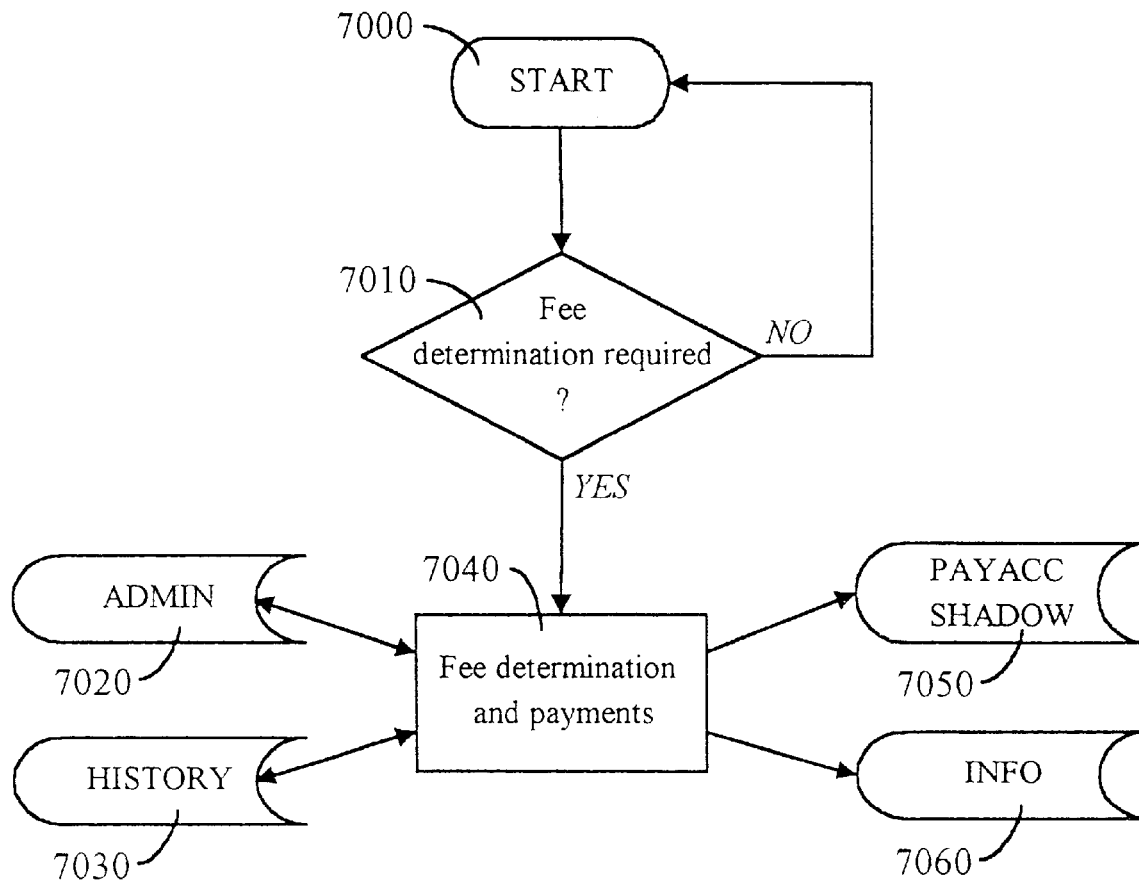 7000
START
7010
Fee
determination required
?
NO
YES
ADMIN
7020
7040
Fee determination
and payments
PAYACC
SHADOW
7050
HISTORY
7030
INFO
7060